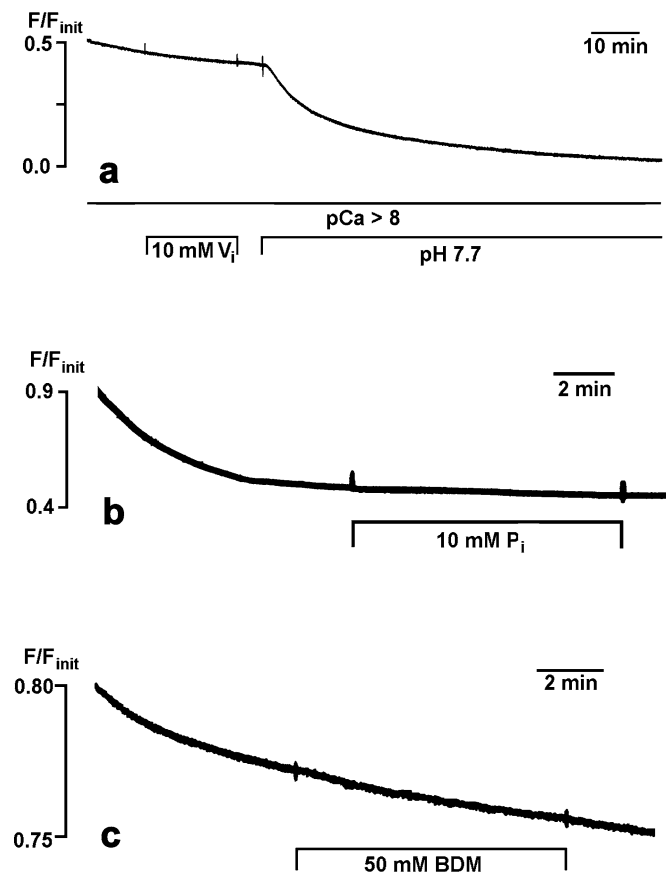 F/Finit
0.5
10 min
0.0
a
pCa > 8
10 mM Vi
pH 7.7
F/Finit
0.9
2 min
0.4
b
10 mM Pi
F/Finit
0.80
2 min
0.75
c
50 mM BDM